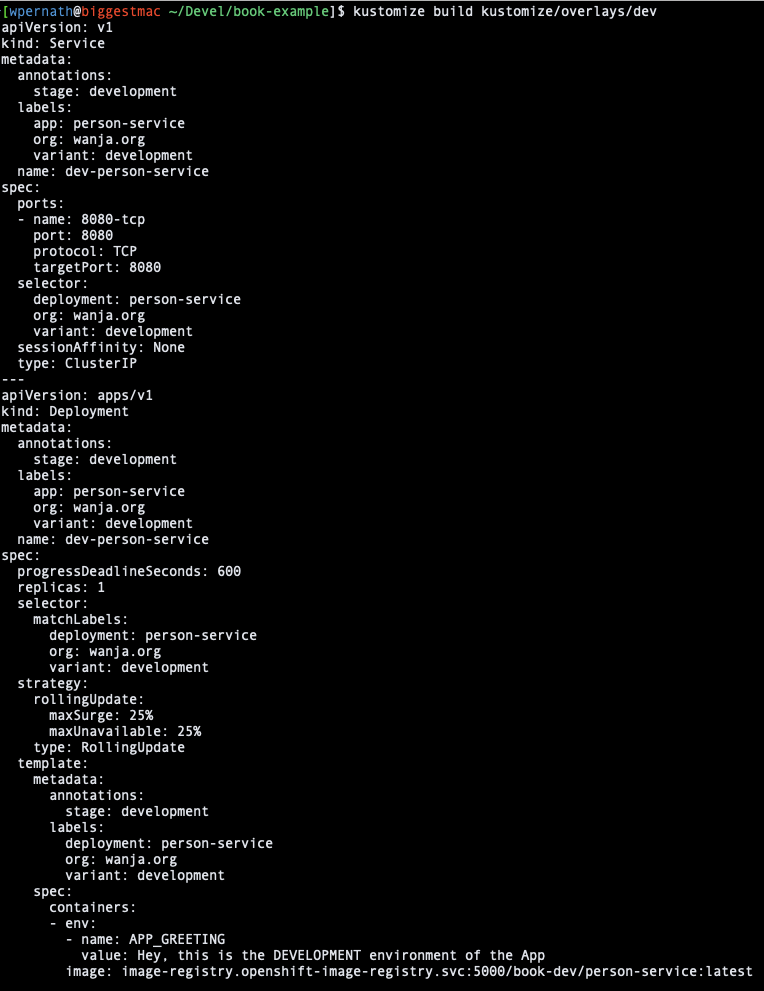 [wpernath@biggestmac ~/Devel/book-example]$ kustomize build kustomize/overlays/dev
apiVersion: v1
kind: Service
metadata:
  annotations:
    stage: development
  labels:
    app: person-service
    org: wanja.org
    variant: development
  name: dev-person-service
spec:
  ports:
  - name: 8080-tcp
    port: 8080
    protocol: TCP
    targetPort: 8080
  selector:
    deployment: person-service
    org: wanja.org
    variant: development
  sessionAffinity: None
  type: ClusterIP
---
apiVersion: apps/v1
kind: Deployment
metadata:
  annotations:
    stage: development
  labels:
    app: person-service
    org: wanja.org
    variant: development
  name: dev-person-service
spec:
  progressDeadlineSeconds: 600
  replicas: 1
  selector:
    matchLabels:
      deployment: person-service
      org: wanja.org
      variant: development
  strategy:
    rollingUpdate:
      maxSurge: 25%
      maxUnavailable: 25%
    type: RollingUpdate
  template:
    metadata:
      annotations:
        stage: development
      labels:
        deployment: person-service
        org: wanja.org
        variant: development
    spec:
      containers:
      - env:
        - name: APP_GREETING
          value: Hey, this is the DEVELOPMENT environment of the App
        image: image-registry.openshift-image-registry.svc:5000/book-dev/person-service:latest